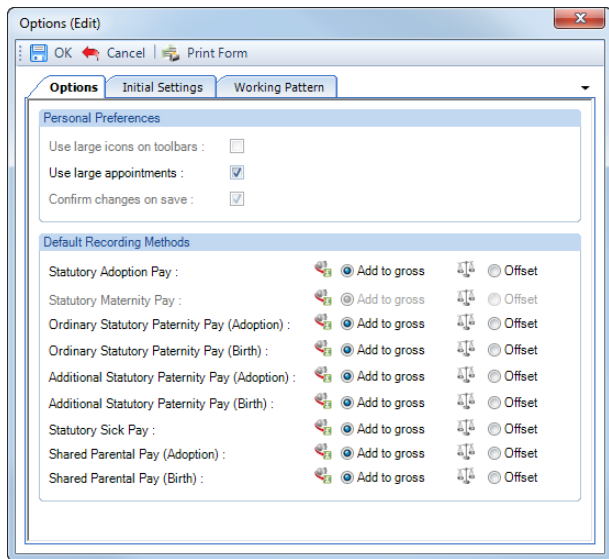 Options (Edit)
OK Cancel Print Form
Options Initial Settings Working Pattern
Personal Preferences
Use large icons on toolbars :
Use large appointments :
Confirm changes on save :
Default Recording Methods
Statutory Adoption Pay : Add to gross Offset
Statutory Maternity Pay : Add to gross Offset
Ordinary Statutory Paternity Pay (Adoption) : Add to gross Offset
Ordinary Statutory Paternity Pay (Birth) : Add to gross Offset
Additional Statutory Paternity Pay (Adoption) : Add to gross Offset
Additional Statutory Paternity Pay (Birth) : Add to gross Offset
Statutory Sick Pay : Add to gross Offset
Shared Parental Pay (Adoption) : Add to gross Offset
Shared Parental Pay (Birth) : Add to gross Offset